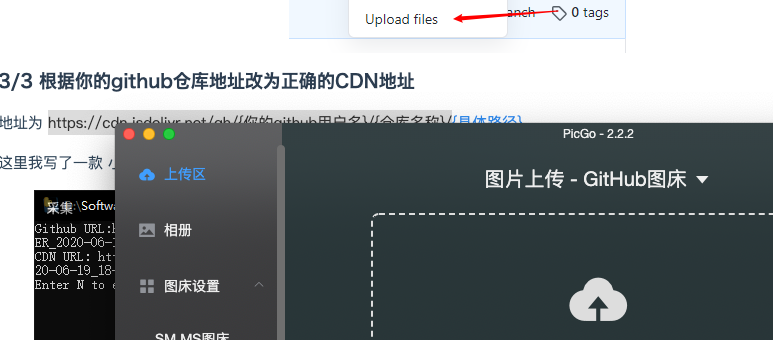 Upload files
anch
0 tags
3/3 根据你的github仓库地址改为正确的CDN地址
地址为 https://cdn.jsdelivr.net/gh/{你的github用户名}/{仓库名称}/{具体路径}
这里我写了一款 小
PicGo - 2.2.2
上传区
图片上传 - GitHub图床
采集
:\Softwa
相册
Github URL:h
ER_2020-06-1
CDN URL: ht
20-06-19_18-
Enter N to e
图床设置
SM.MS图床